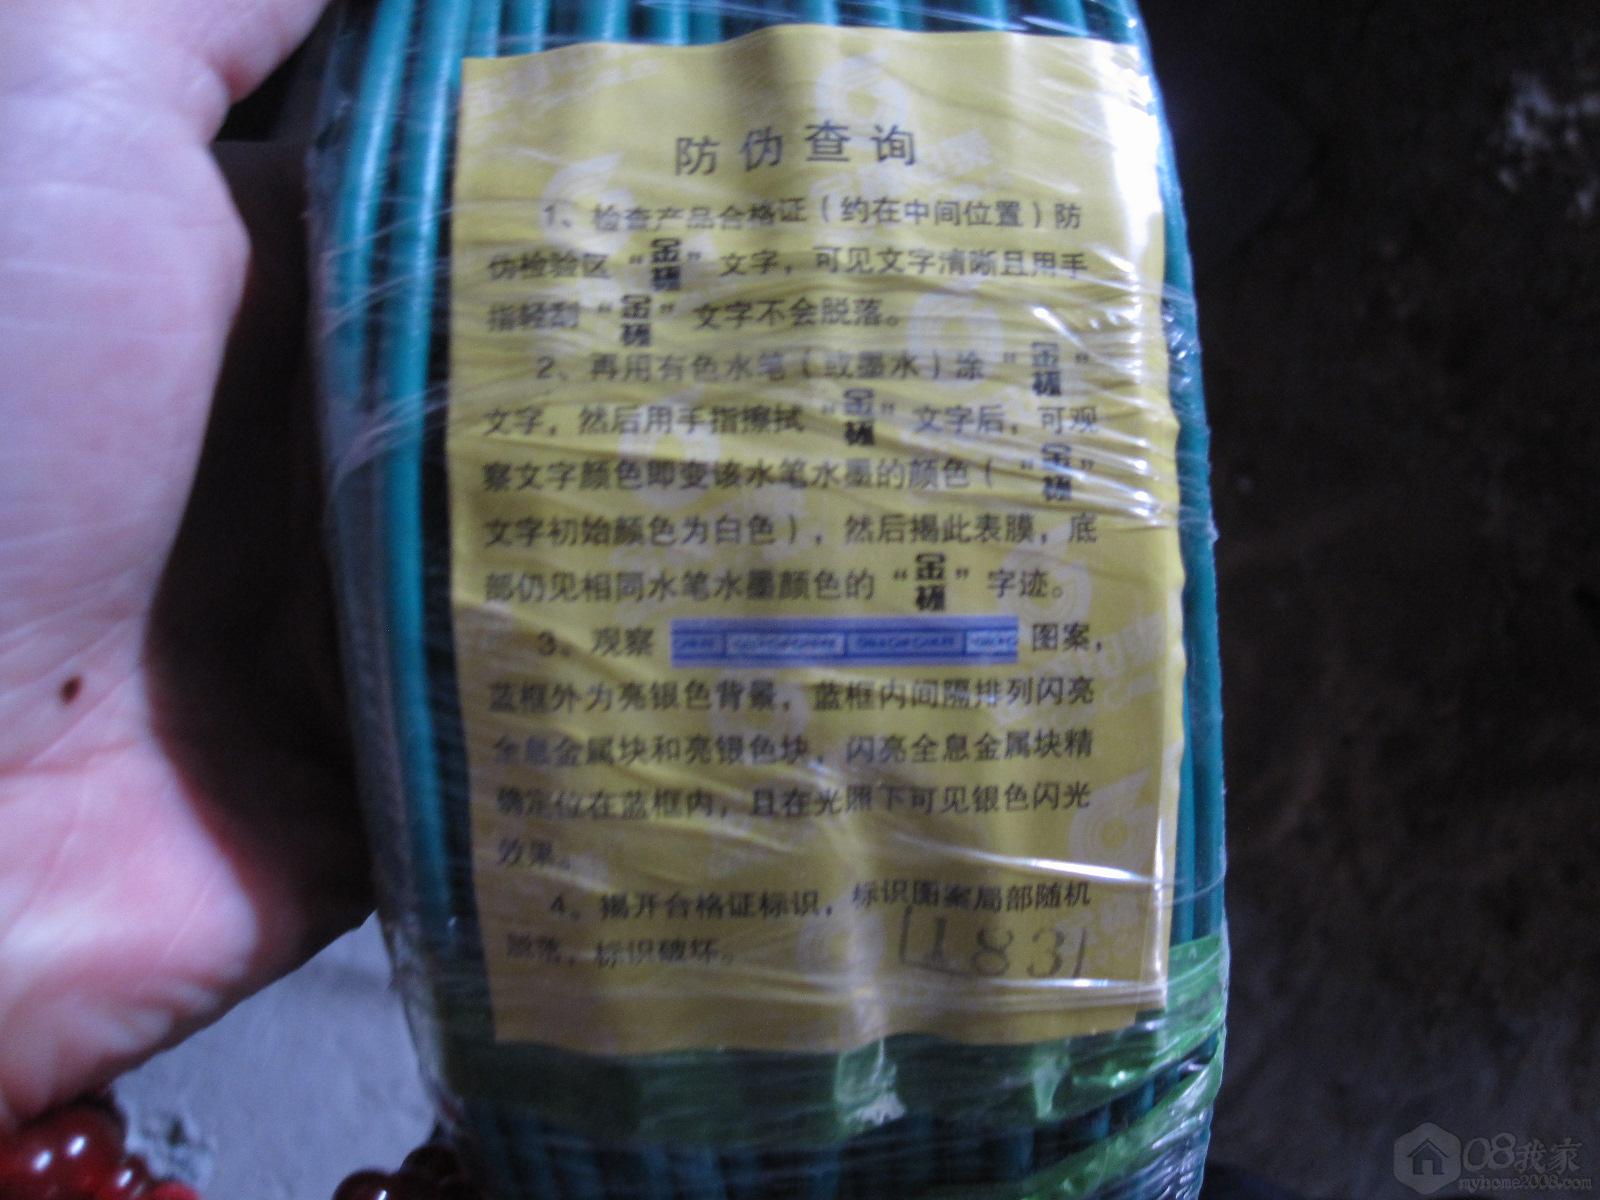 防伪查询
1、检查产品合格证（约在中间位置）防
伪检验区“金砸”文字，可见文字清晰且用手
指轻刮“金砸”文字不会脱落。
2、再用有色水笔（或墨水）涂“金砸”
文字，然后用手指擦拭“金砸”文字后，可观
察文字颜色即变该水笔水墨的颜色（“金砸”
文字初始颜色为白色），然后揭此表膜，底
部仍见相同水笔水墨颜色的“金砸”字迹。
3。观察 图案，
蓝框外为亮银色背景，蓝框内间隔排列闪亮
全息金属块和亮银色块，闪亮全息金属块精
确定位在蓝框内，且在光照下可见银色闪光
效果。
4。揭开合格证标识，标识图案局部随机
脱落，标识破坏。
(183)
08我家
myhome2008.com